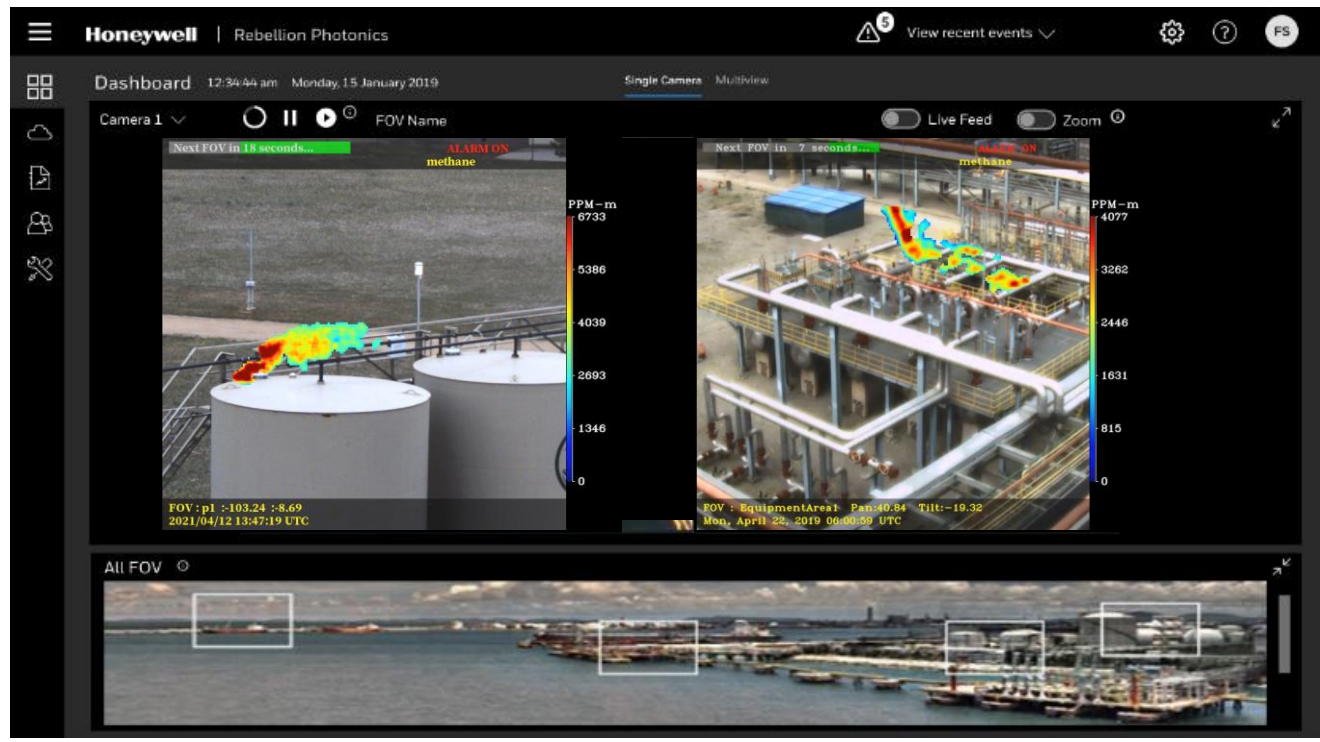 Honeywell | Rebellion Photonics
5
View recent events
?
FS
Dashboard 12:34:44 am Monday, 15 January 2019
Single Camera Multiview
Camera 1
FOV Name
Live Feed
Zoom
Next FOV in 18 seconds...
ALARM ON
methane
PPM-m
6733
5386
4039
2693
1346
0
FOV : p1 :-103.24 :-8.69
2021/04/12 13:47:19 UTC
Next FOV in 7 seconds...
ALARM ON
methane
PPM-m
4077
3262
2446
1631
815
0
FOV : EquipmentArea1 Pan:40.84 Tilt:-19.32
Mon, April 22, 2019 06:00:59 UTC
All FOV